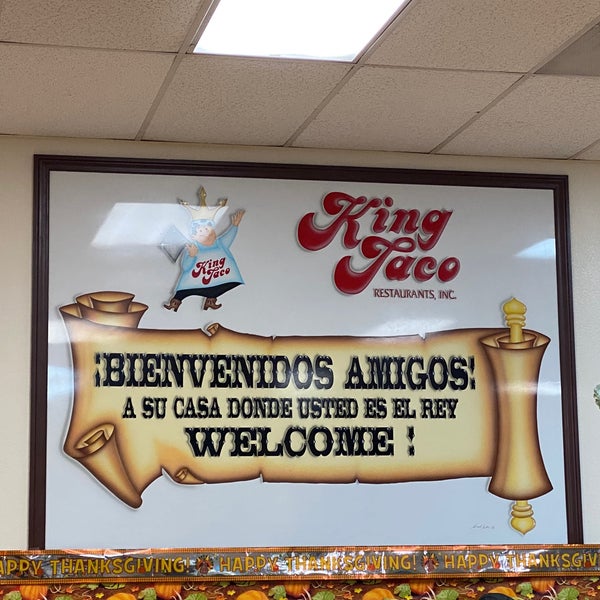 King
Taco
RESTAURANTS, INC.
King
Taco
¡BIENVENIDOS AMIGOS!
A SU CASA DONDE USTED ES EL REY
WELCOME !
HAPPY THANKSGIVING! HAPPY THANKSGIVING! HAPPY THANKSGIVING